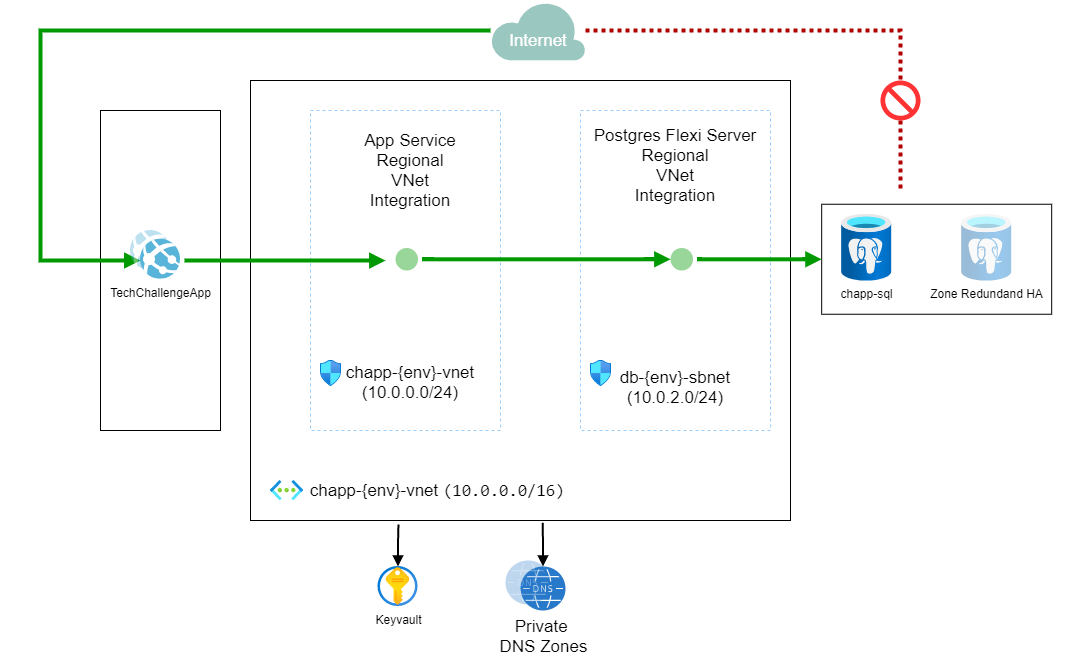 Internet
App Service
Regional
VNet
Integration
Postgres Flexi Server
Regional
VNet
Integration
TechChallengeApp
chapp-sql
Zone Redundand HA
chapp-{env}-vnet
(10.0.0.0/24)
db-{env}-sbnet
(10.0.2.0/24)
chapp-{env}-vnet (10.0.0.0/16)
Keyvault
DNS
DNS
Private
DNS Zones